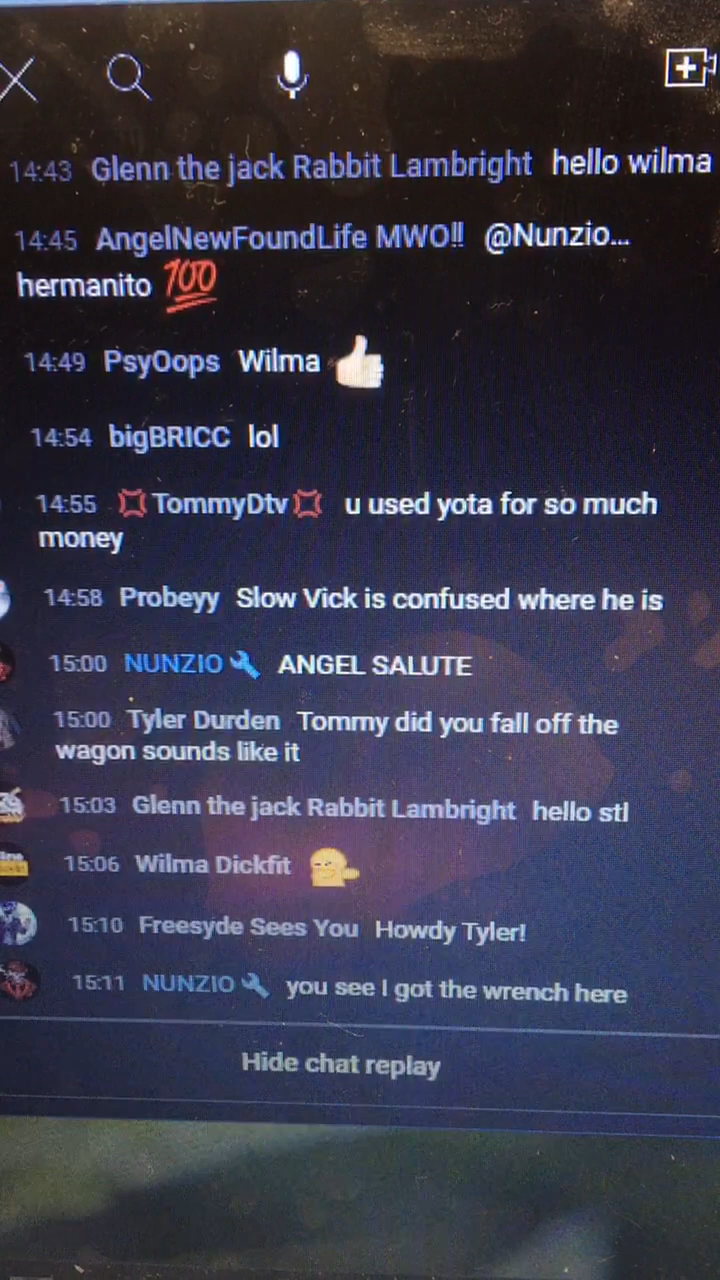 14:43 Glenn the jack Rabbit Lambright hello wilma
14:45 AngelNewFoundLife MWO!! @Nunzio...
hermanito 💯
14:49 PsyOops Wilma 👍🏻
14:54 bigBRICC lol
14:55 💢TommyDtv💢 u used yota for so much
money
14:58 Probeyy Slow Vick is confused where he is
15:00 NUNZIO🔧 ANGEL SALUTE
15:00 Tyler Durden Tommy did you fall off the
wagon sounds like it
15:03 Glenn the jack Rabbit Lambright hello stl
15:06 Wilma Dickfit
15:10 Freesyde Sees You Howdy Tyler!
15:11 NUNZIO🔧 you see I got the wrench here
Hide chat replay